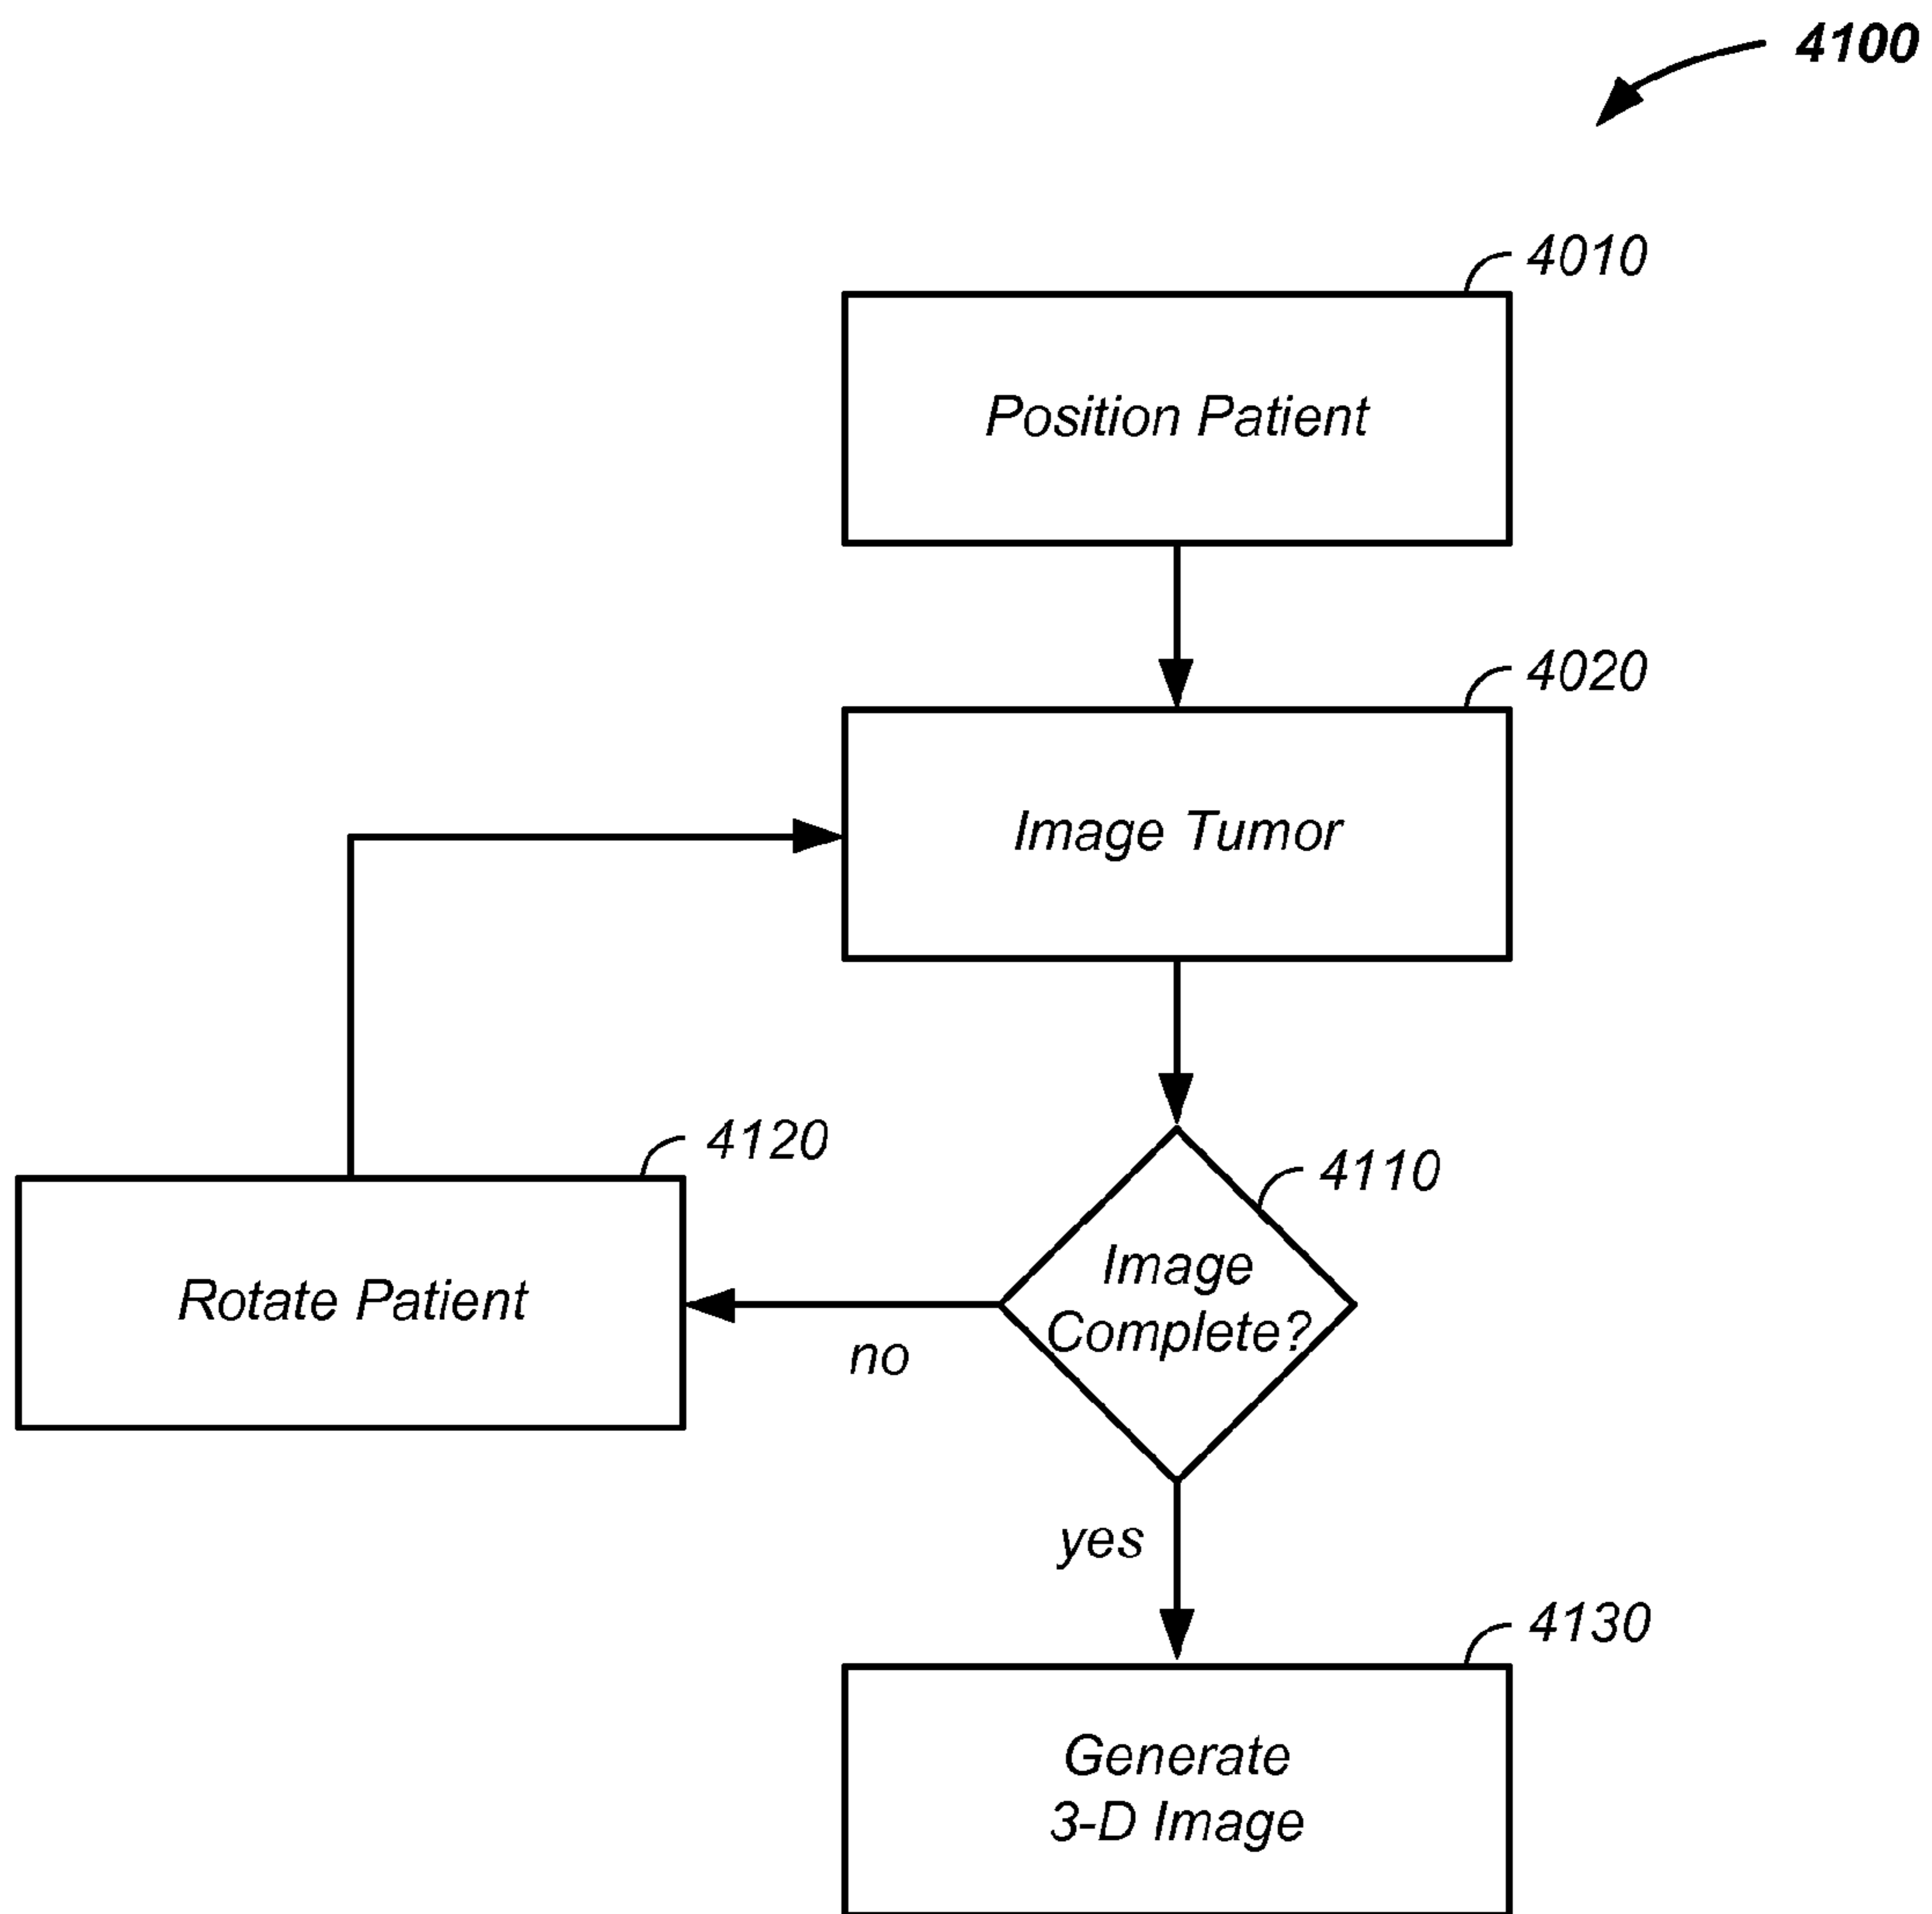 4100
4010
Position Patient
4020
Image Tumor
4120
4110
Rotate Patient
Image
Complete?
no
yes
4130
Generate
3-D Image